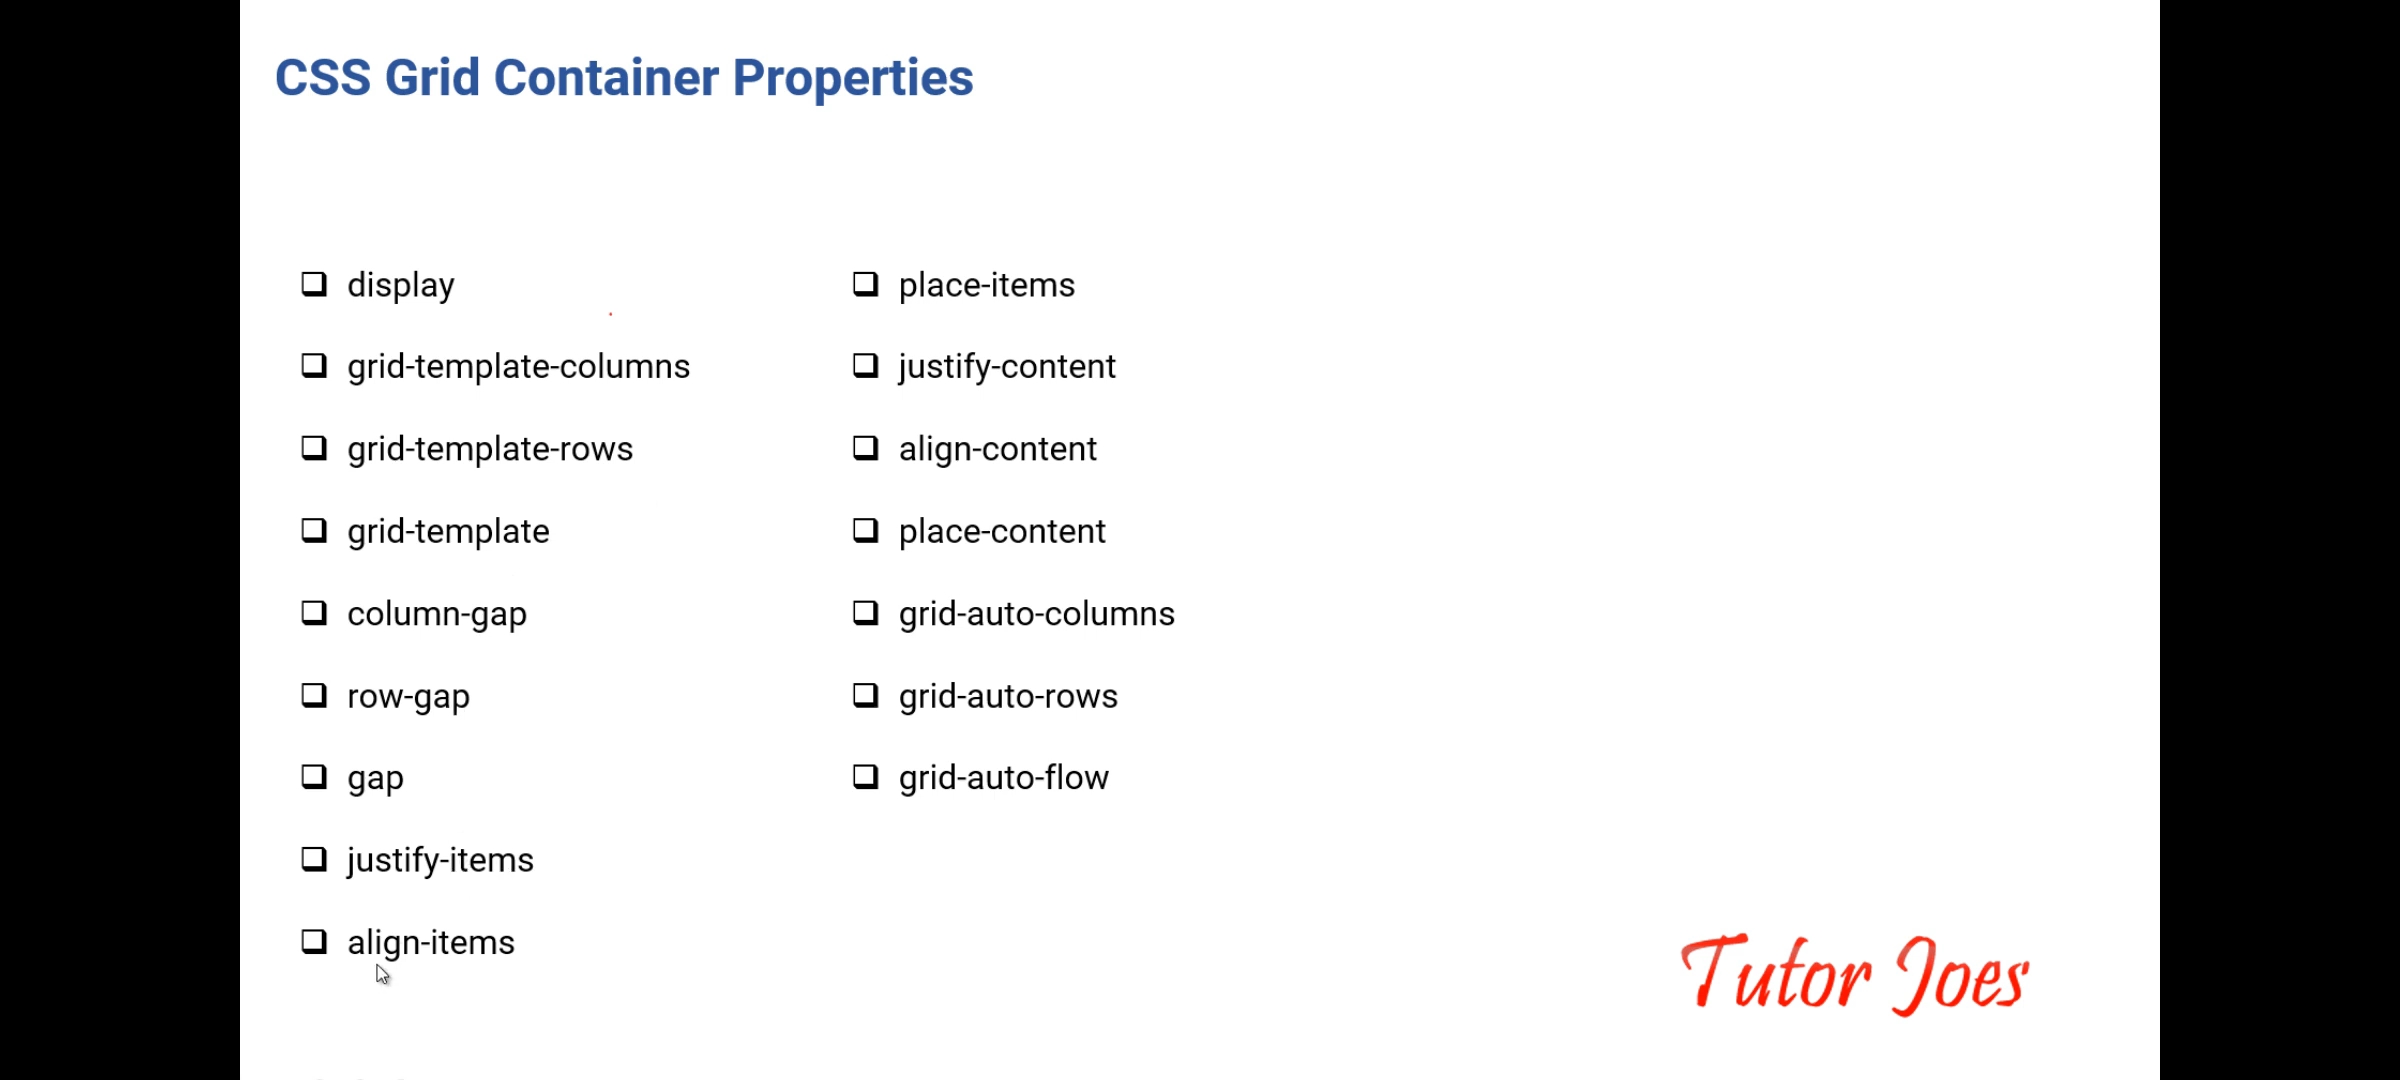 CSS Grid Container Properties
display
grid-template-columns
grid-template-rows
grid-template
column-gap
row-gap
gap
justify-items
align-items
place-items
justify-content
align-content
place-content
grid-auto-columns
grid-auto-rows
grid-auto-flow
Tutor Joes